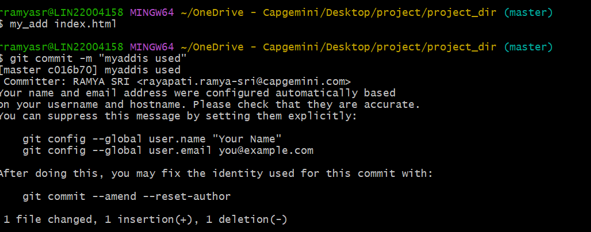 rramyasr@LIN22004158 MINGW64 ~/OneDrive - Capgemini/Desktop/project/project_dir (master)
$ my_add index.html
rramyasr@LIN22004158 MINGW64 ~/OneDrive - Capgemini/Desktop/project/project_dir (master)
$ git commit -m "myaddis used"
[master c016b70] myaddis used
Committer: RAMYA SRI <rayapati.ramya-sri@capgemini.com>
Your name and email address were configured automatically based
on your username and hostname. Please check that they are accurate.
You can suppress this message by setting them explicitly:
git config --global user.name "Your Name"
git config --global user.email you@example.com
After doing this, you may fix the identity used for this commit with:
git commit --amend --reset-author
1 file changed, 1 insertion(+), 1 deletion(-)